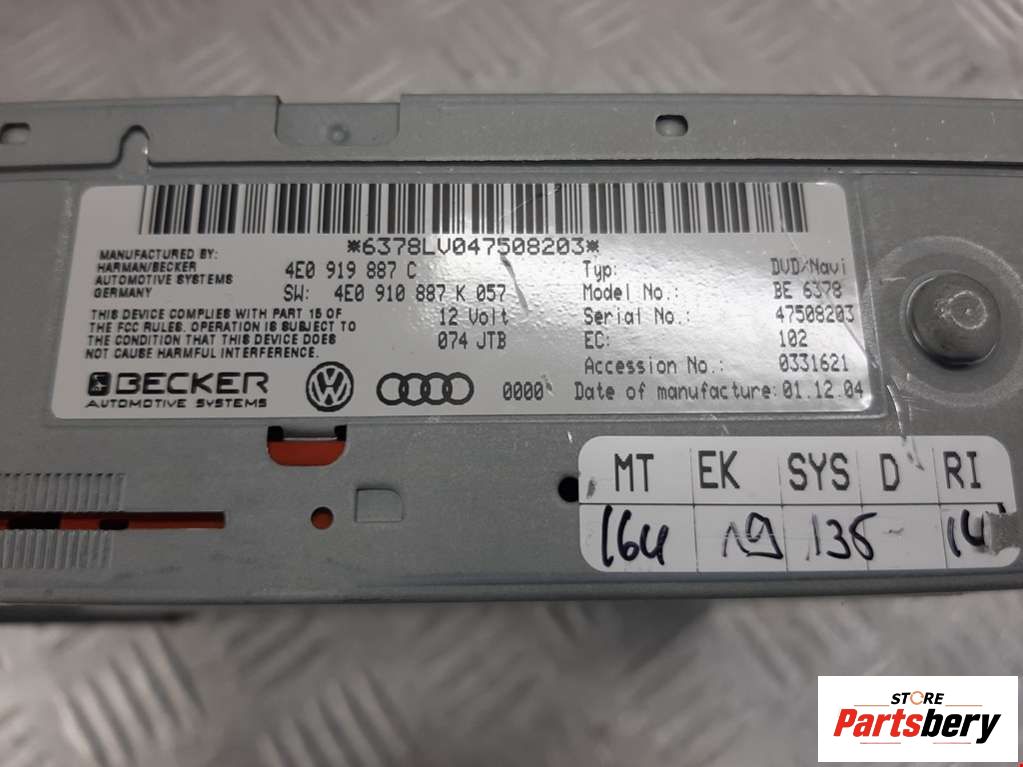 *6378LV047508203*
MANUFACTURED BY:
HARMAN/BECKER
AUTOMOTIVE SYSTEMS
GERMANY
4E0 919 887 C
SW: 4E0 910 887 K 057
12 Volt
074 JTB
THIS DEVICE COMPLIES WITH PART 15 OF
THE FCC RULES. OPERATION IS SUBJECT
TO THE CONDITION THAT THIS DEVICE DOES
NOT CAUSE HARMFUL INTERFERENCE.
BECKER
AUTOMOTIVE SYSTEMS
0000
Typ: DVD/Navi
Model No.: BE 6378
Serial No.: 47508203
EC: 102
Accession No.: 0331621
Date of manufacture: 01.12.04
MT EK SYS D RI
164 19 136 - 14
STORE
Partsbery